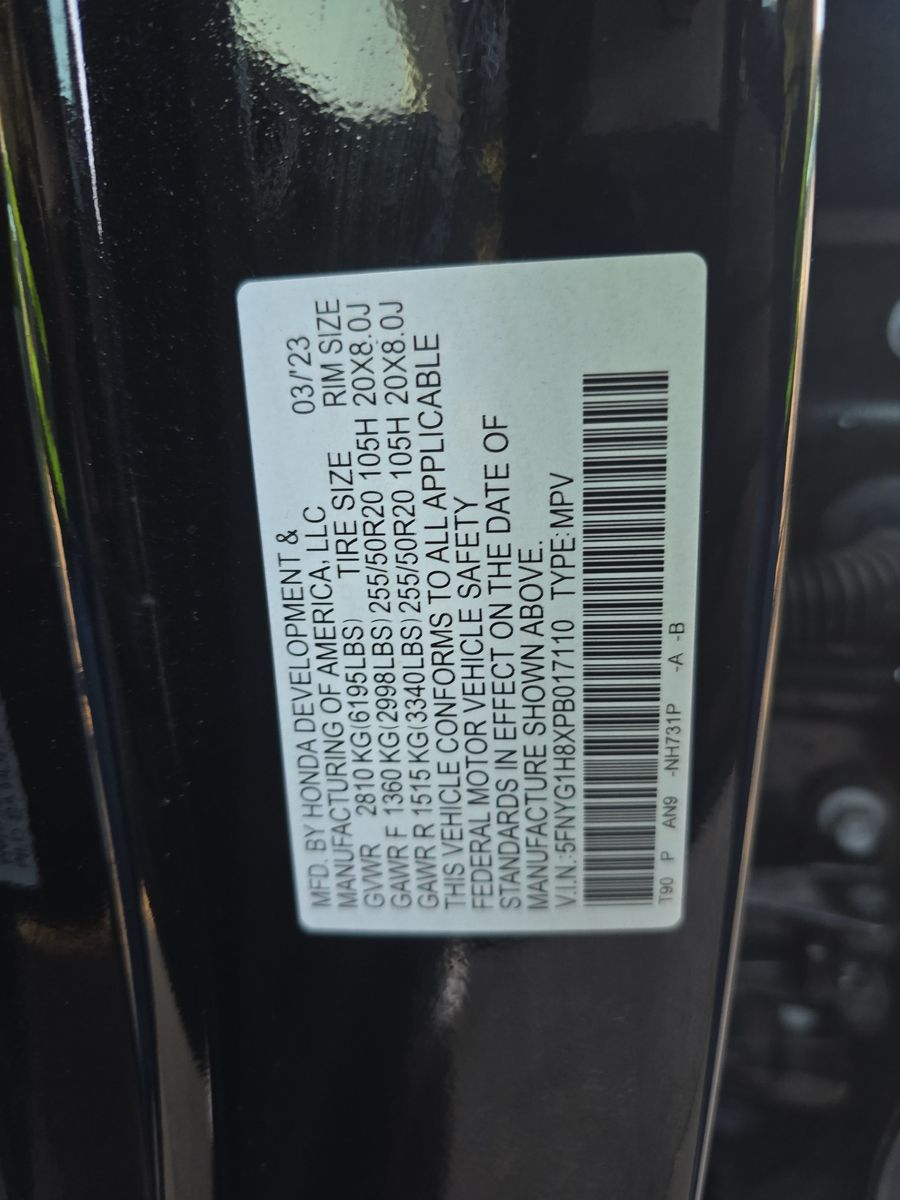 MFD. BY HONDA DEVELOPMENT &
MANUFACTURING OF AMERICA, LLC 03/'23
GVWR 2810 KG(6195LBS) TIRE SIZE RIM SIZE
GAWR F 1360 KG(2998LBS) 255/50R20 105H 20X8.0J
GAWR R 1515 KG(3340LBS) 255/50R20 105H 20X8.0J
THIS VEHICLE CONFORMS TO ALL APPLICABLE
FEDERAL MOTOR VEHICLE SAFETY
STANDARDS IN EFFECT ON THE DATE OF
MANUFACTURE SHOWN ABOVE.
V.I.N.:5FNYG1H8XPB017110 TYPE:MPV
T90 P AN9 -NH731P -A -B